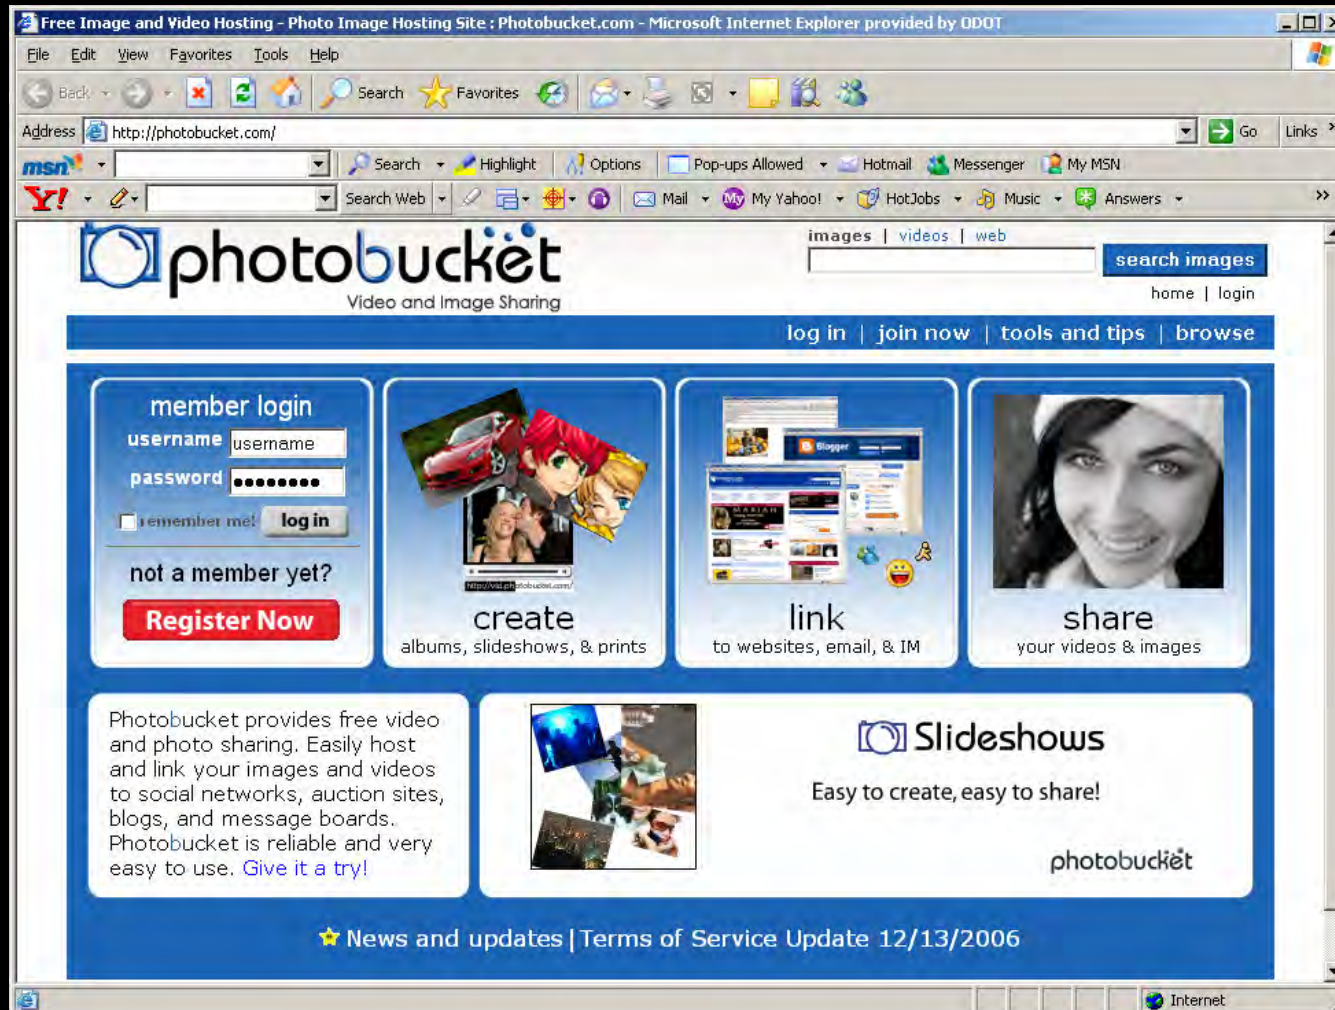 Free Image and Video Hosting - Photo Image Hosting Site : Photobucket.com - Microsoft Internet Explorer provided by ODOT
File Edit View Favorites Tools Help
Back Search Favorites
Address http://photobucket.com/ Go Links
msn Search Highlight Options Pop-ups Allowed Hotmail Messenger My MSN
Y! Search Web My Mail My Yahoo! HotJobs Music Answers
photobucket
Video and Image Sharing
images | videos | web
search images
home | login
log in | join now | tools and tips | browse
member login
username username
password
remember me! log in
not a member yet?
Register Now
http://vid.photobucket.com/
create
albums, slideshows, & prints
Blogger
MARIAH
link
to websites, email, & IM
share
your videos & images
Photobucket provides free video
and photo sharing. Easily host
and link your images and videos
to social networks, auction sites,
blogs, and message boards.
Photobucket is reliable and very
easy to use. Give it a try!
Slideshows
Easy to create, easy to share!
photobucket
News and updates | Terms of Service Update 12/13/2006
Internet